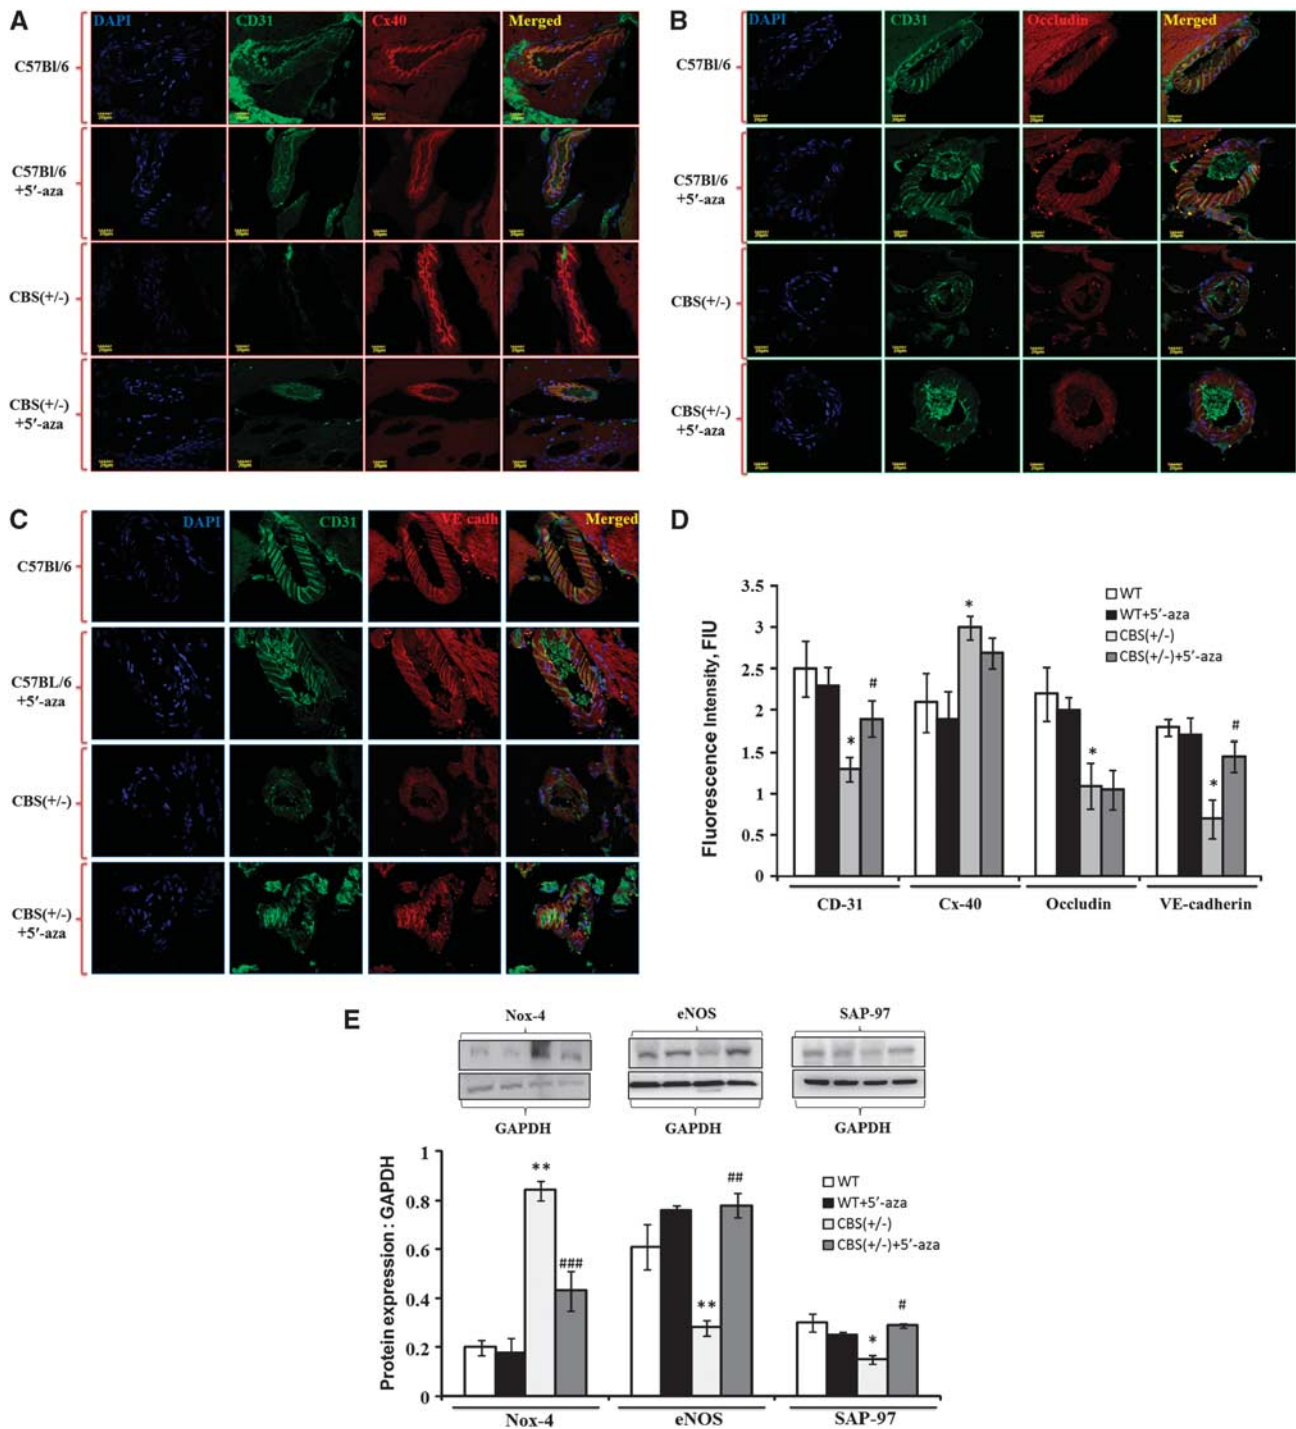 A
DAPI CD31 Cx40 Merged
C57Bl/6
C57Bl/6
+5′-aza
CBS(+/-)
CBS(+/-)
+5′-aza
B
DAPI CD31 Occludin Merged
C57Bl/6
C57Bl/6
+5′-aza
CBS(+/-)
CBS(+/-)
+5′-aza
C
DAPI CD31 VE cadh Merged
C57Bl/6
C57BL/6
+5′-aza
CBS(+/-)
CBS(+/-)
+5′-aza
D
Fluorescence Intensity, FIU
3.5
3
2.5
2
1.5
1
0.5
0
WT
WT+5′-aza
CBS(+/-)
CBS(+/-)+5′-aza
* # * * * #
CD-31 Cx-40 Occludin VE-cadherin
E
Nox-4 eNOS SAP-97
GAPDH GAPDH GAPDH
Protein expression : GAPDH
1
0.8
0.6
0.4
0.2
0
WT
WT+5′-aza
CBS(+/-)
CBS(+/-)+5′-aza
** ### ** ## * #
Nox-4 eNOS SAP-97